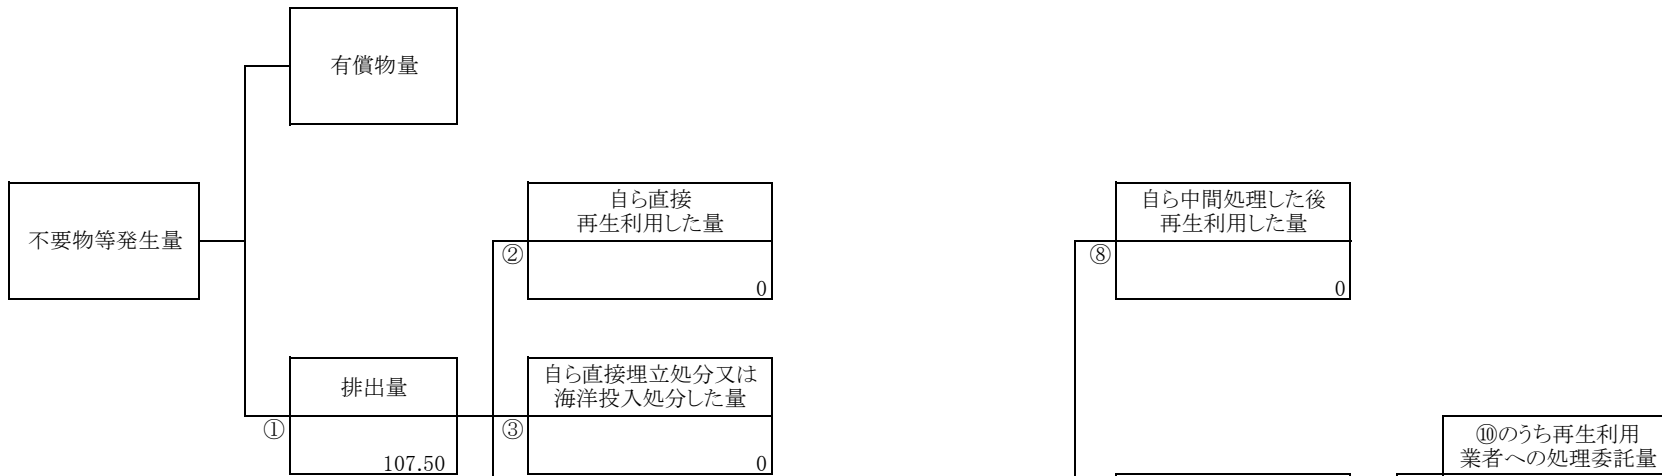 有償物量
不要物等発生量
自ら直接
再生利用した量
②
0
自ら中間処理した後
再生利用した量
⑧
0
排出量
①
107.50
自ら直接埋立処分又は
海洋投入処分した量
③
0
⑩のうち再生利用
業者への処理委託量